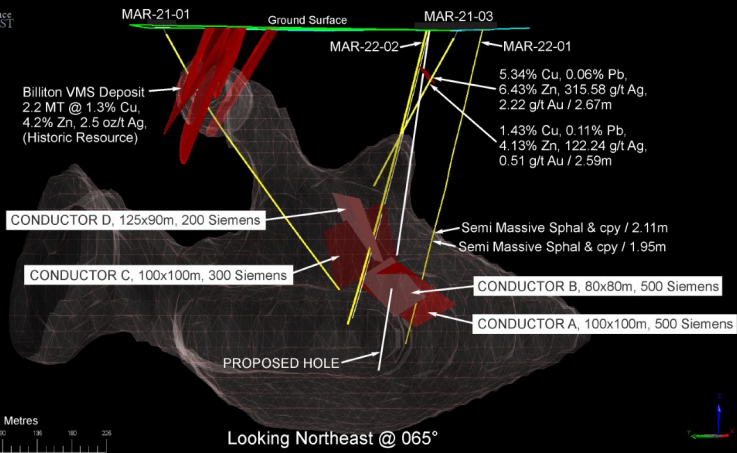 MAR-21-01
Ground Surface
MAR-21-03
MAR-22-02
MAR-22-01
Billiton VMS Deposit
2.2 MT @ 1.3% Cu,
4.2% Zn, 2.5 oz/t Ag,
(Historic Resource)
5.34% Cu, 0.06% Pb,
6.43% Zn, 315.58 g/t Ag,
2.22 g/t Au / 2.67m
1.43% Cu, 0.11% Pb,
4.13% Zn, 122.24 g/t Ag,
0.51 g/t Au / 2.59m
CONDUCTOR D, 125x90m, 200 Siemens
Semi Massive Sphal & cpy / 2.11m
Semi Massive Sphal & cpy / 1.95m
CONDUCTOR C, 100x100m, 300 Siemens
CONDUCTOR B, 80x80m, 500 Siemens
CONDUCTOR A, 100x100m, 500 Siemens
PROPOSED HOLE
Metres
Looking Northeast @ 065°